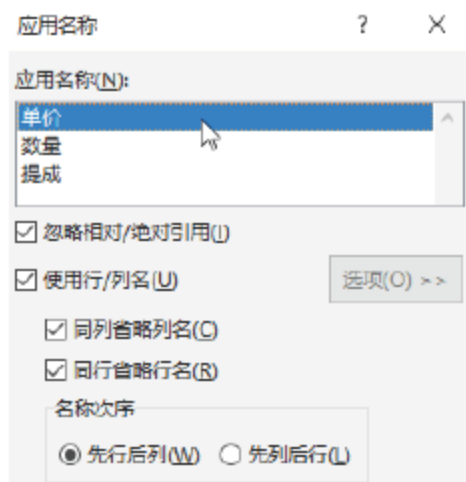 应用名称 ?
应用名称(N):
单价
数量
提成
忽略相对/绝对引用(I)
使用行/列名(U) 选项(O) >>
同列省略列名(C)
同行省略行名(R)
名称次序
先行后列(W) 先列后行(L)